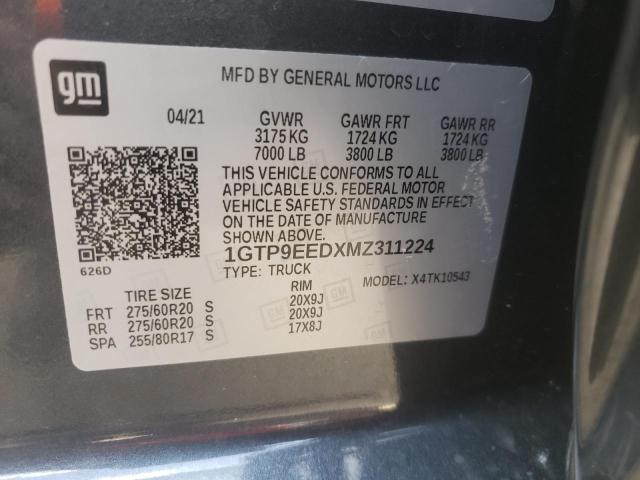 gm
MFD BY GENERAL MOTORS LLC
04/21 GVWR GAWR FRT GAWR RR
3175 KG 1724 KG 1724 KG
7000 LB 3800 LB 3800 LB
THIS VEHICLE CONFORMS TO ALL
APPLICABLE U.S. FEDERAL MOTOR
VEHICLE SAFETY STANDARDS IN EFFECT
ON THE DATE OF MANUFACTURE
SHOWN ABOVE.
1GTP9EEDXMZ311224
626D
TYPE: TRUCK MODEL: X4TK10543
TIRE SIZE RIM
FRT 275/60R20 S 20X9J
RR 275/60R20 S 20X9J
SPA 255/80R17 S 17X8J